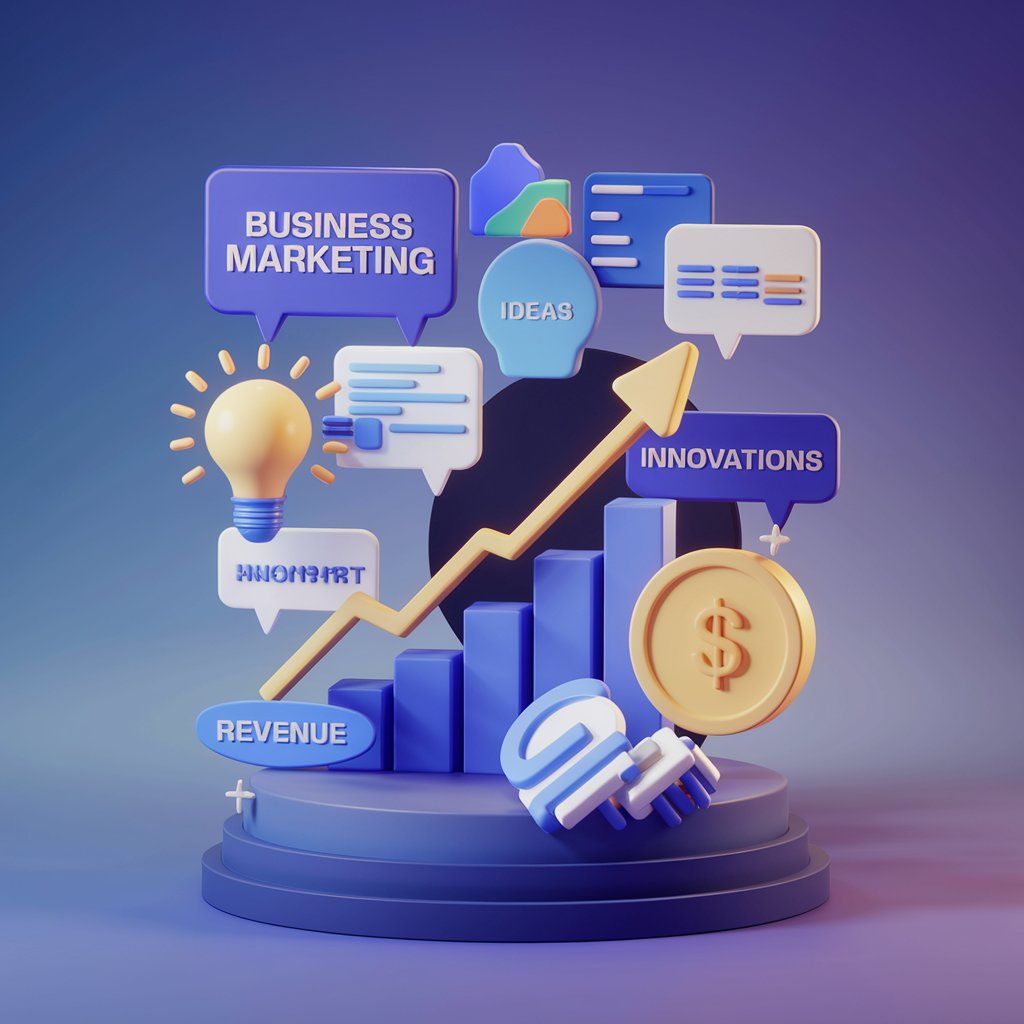 BUSINESS
MARKETING
IDEAS
INNOVATIONS
REVENUE
$